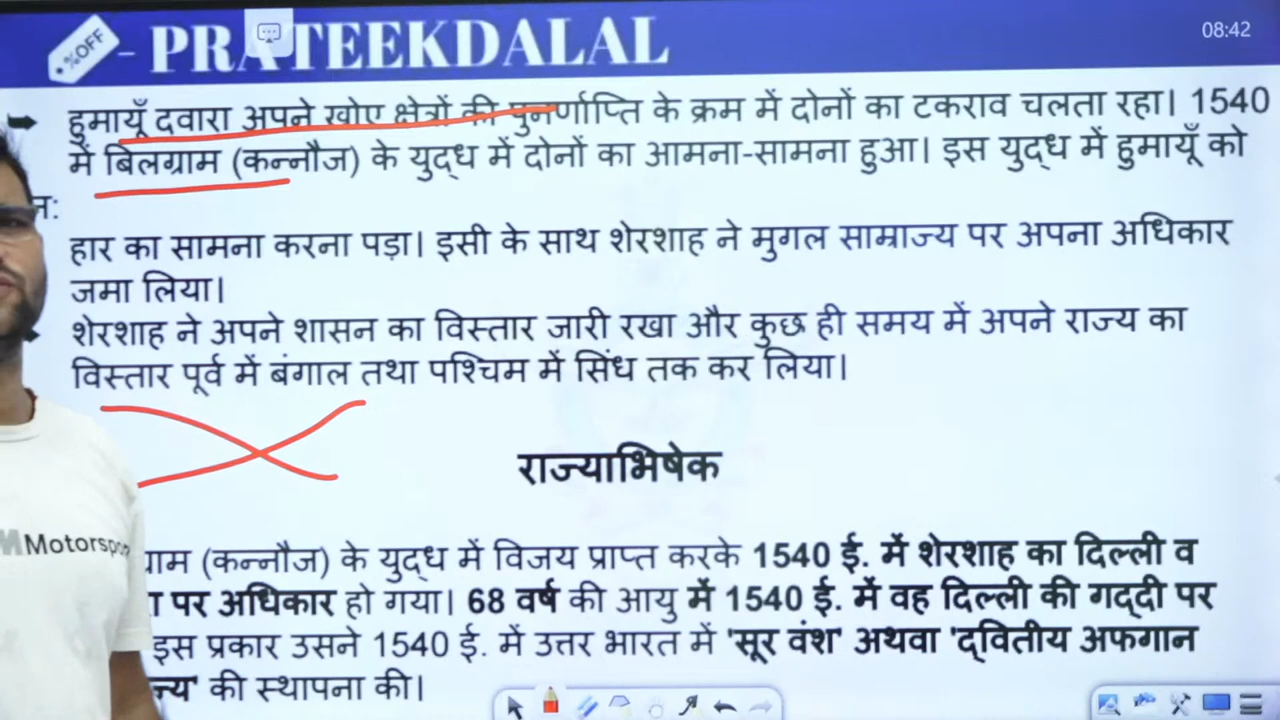 %OFF - PRATEEKDALAL
08:42
हुमायूँ दवारा अपने खोए क्षेत्रों की पुनर्णाप्ति के क्रम में दोनों का टकराव चलता रहा। 1540
में बिलग्राम (कन्नौज) के युद्ध में दोनों का आमना-सामना हुआ। इस युद्ध में हुमायूँ को
हार का सामना करना पड़ा। इसी के साथ शेरशाह ने मुगल साम्राज्य पर अपना अधिकार
जमा लिया।
शेरशाह ने अपने शासन का विस्तार जारी रखा और कुछ ही समय में अपने राज्य का
विस्तार पूर्व में बंगाल तथा पश्चिम में सिंध तक कर लिया।
राज्याभिषेक
(कन्नौज) के युद्ध में विजय प्राप्त करके 1540 ई. में शेरशाह का दिल्ली व
पर अधिकार हो गया। 68 वर्ष की आयु में 1540 ई. में वह दिल्ली की गद्दी पर
इस प्रकार उसने 1540 ई. में उत्तर भारत में 'सूर वंश' अथवा 'द्वितीय अफगान
की स्थापना की।
Motorsport